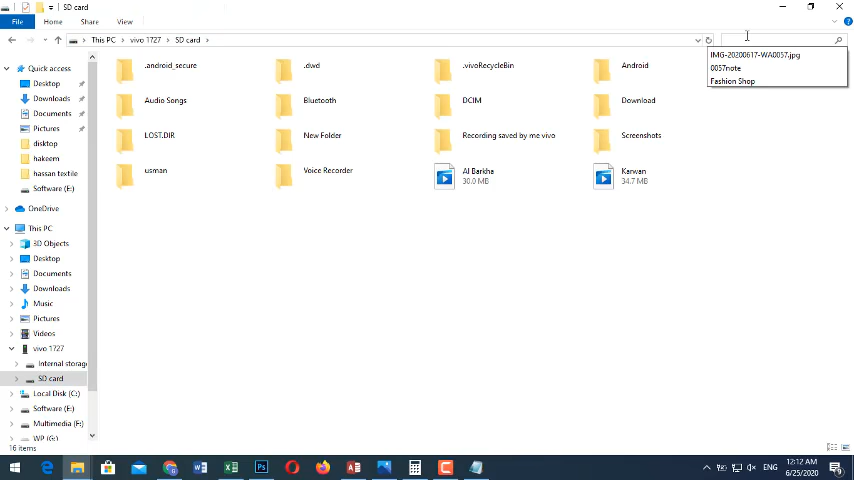 SD card
File Home Share View
This PC vivo 1727 SD card
IMG-20200617-WA0057.jpg
0057note
Fashion Shop
Quick access
Desktop
Downloads
Documents
Pictures
disktop
hakeem
hassan textile
Software (E:)
OneDrive
This PC
3D Objects
Desktop
Documents
Downloads
Music
Pictures
Videos
vivo 1727
Internal storage
SD card
Local Disk (C:)
Software (E:)
Multimedia (F:)
WP (G:)
.android_secure .dwd .vivoRecycleBin Android
Audio Songs Bluetooth DCIM Download
LOST.DIR New Folder Recording saved by me vivo Screenshots
usman Voice Recorder Al Barkha Karwan
30.0 MB 34.7 MB
16 items
ENG 12:12 AM
6/25/2020